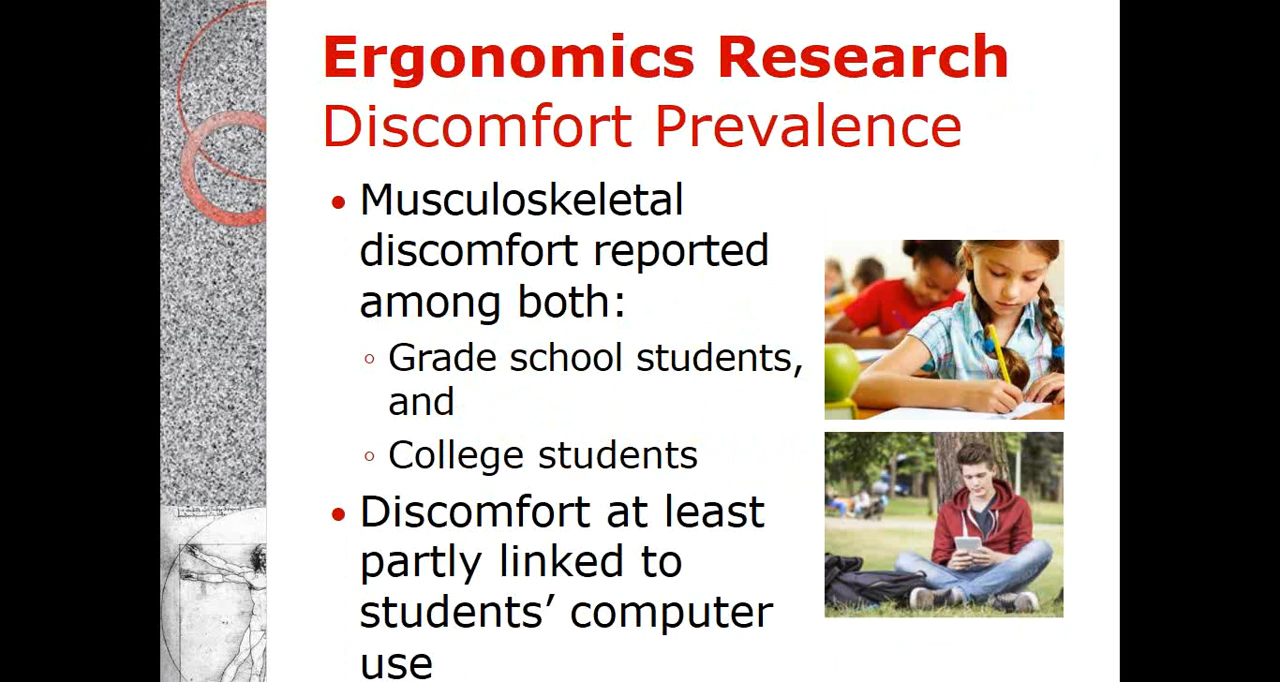 Ergonomics Research
Discomfort Prevalence
• Musculoskeletal
discomfort reported
among both:
◦ Grade school students,
and
◦ College students
• Discomfort at least
partly linked to
students’ computer
use